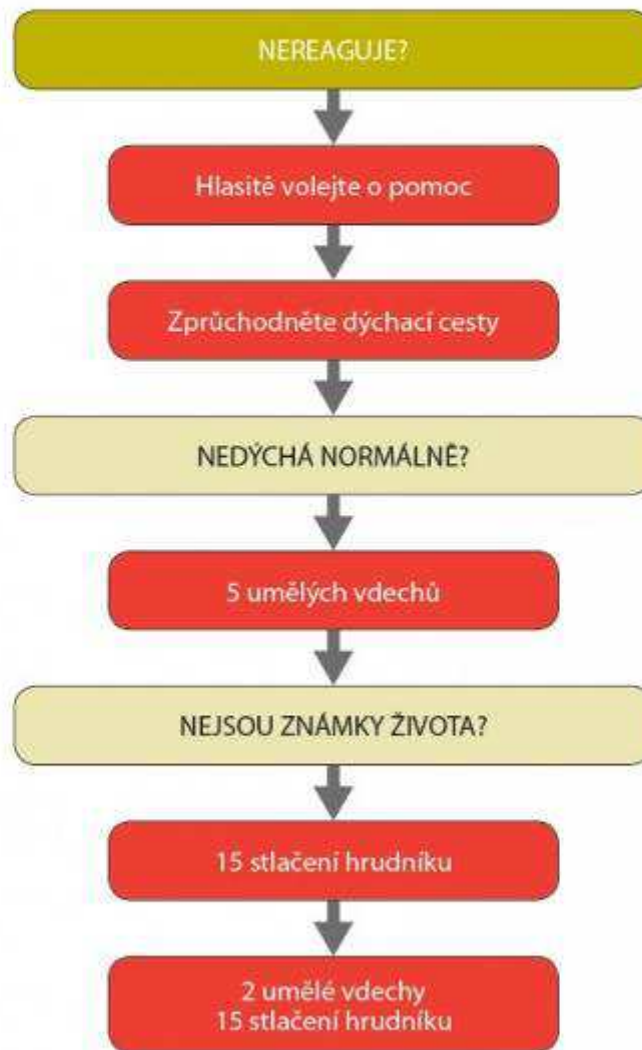 NEREAGUJE?
Hlasitě volejte o pomoc
Zprůchodněte dýchací cesty
NEDÝCHÁ NORMÁLNĚ?
5 umělých vdechů
NEJSOU ZNÁMKY ŽIVOTA?
15 stlačení hrudníku
2 umělé vdechy
15 stlačení hrudníku